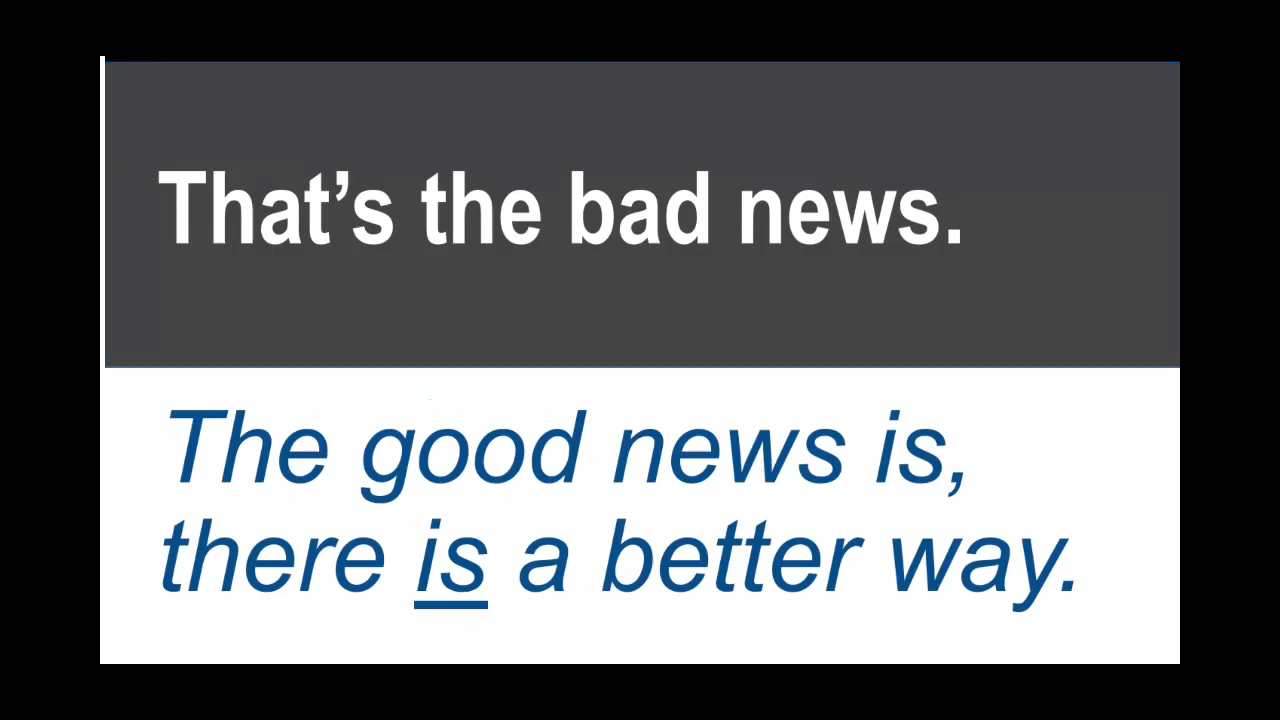 That’s the bad news.
The good news is,
there is a better way.